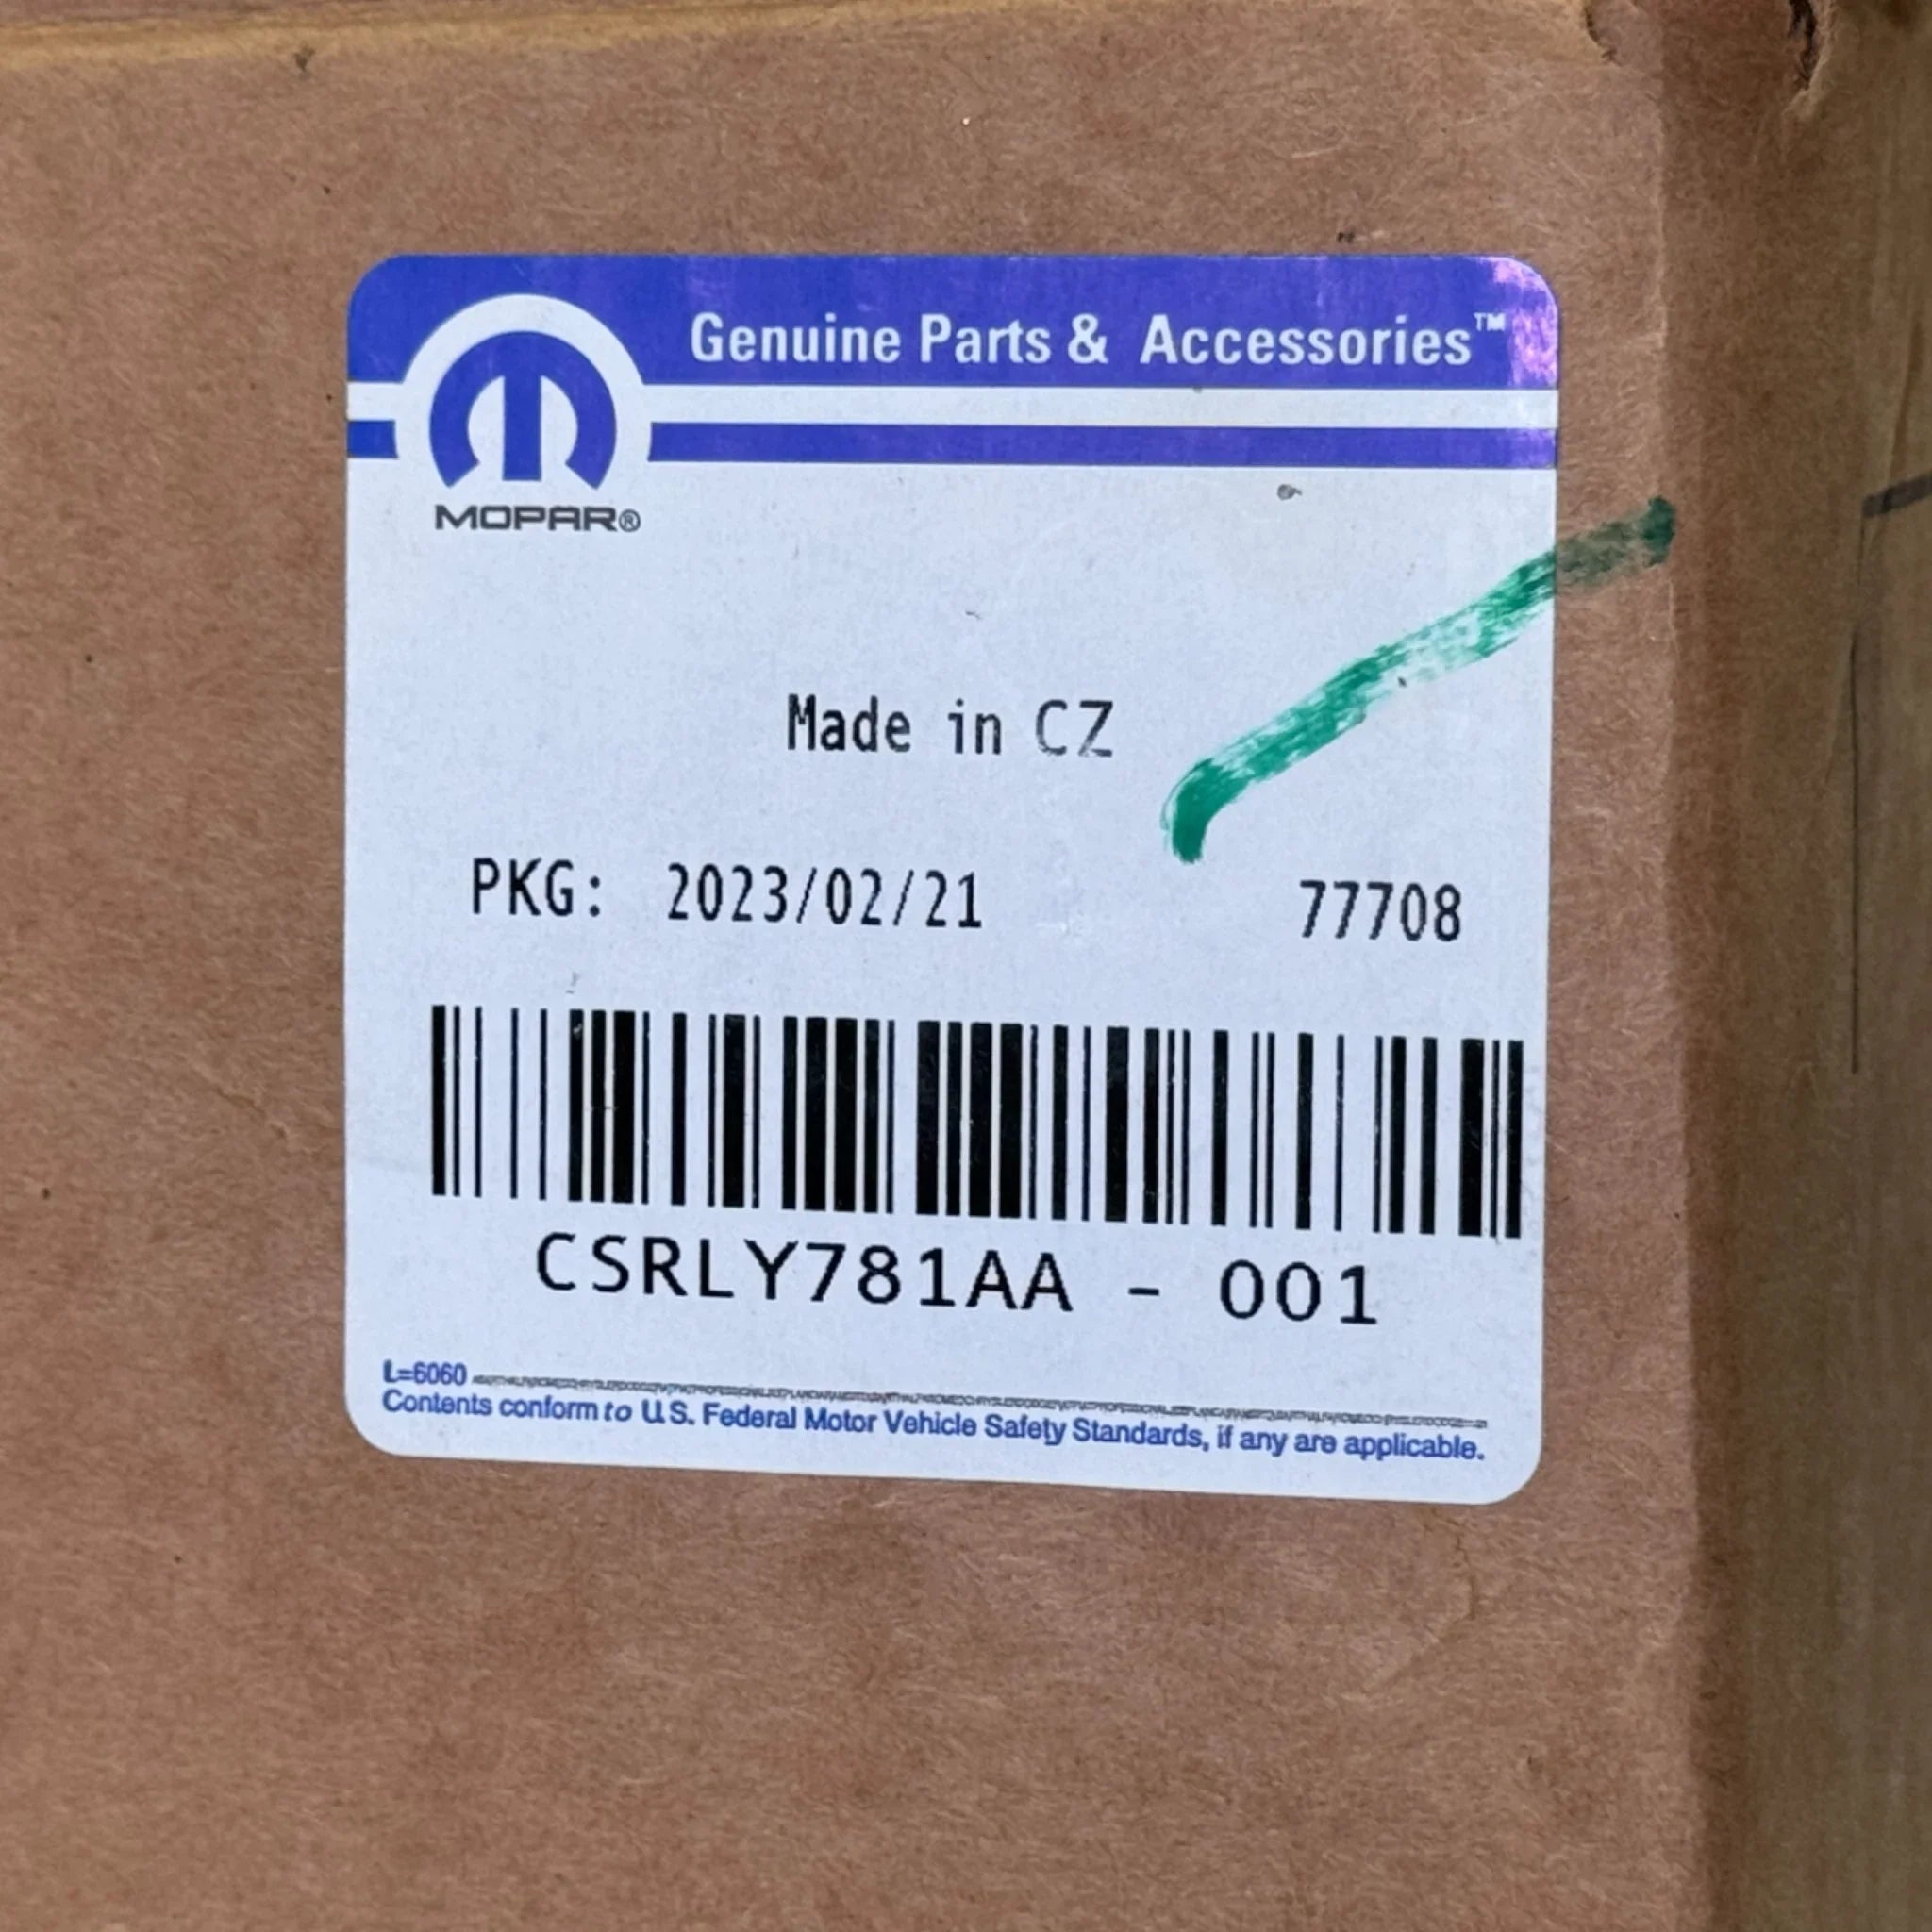 Genuine Parts & Accessories™
MOPAR®
Made in CZ
PKG: 2023/02/21 77708
CSRLY781AA - 001
L=6060
Contents conform to U.S. Federal Motor Vehicle Safety Standards, if any are applicable.